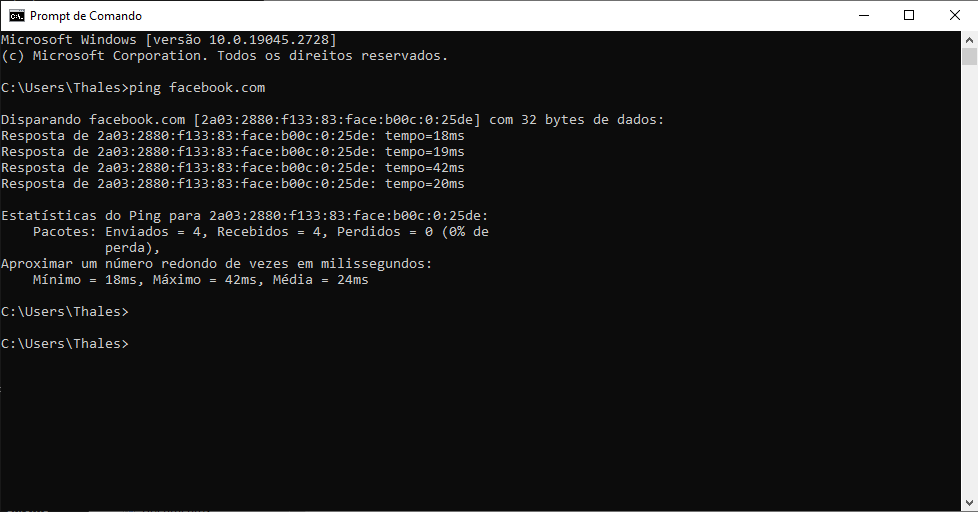 Prompt de Comando
Microsoft Windows [versão 10.0.19045.2728]
(c) Microsoft Corporation. Todos os direitos reservados.
C:\Users\Thales>ping facebook.com
Disparando facebook.com [2a03:2880:f133:83:face:b00c:0:25de] com 32 bytes de dados:
Resposta de 2a03:2880:f133:83:face:b00c:0:25de: tempo=18ms
Resposta de 2a03:2880:f133:83:face:b00c:0:25de: tempo=19ms
Resposta de 2a03:2880:f133:83:face:b00c:0:25de: tempo=42ms
Resposta de 2a03:2880:f133:83:face:b00c:0:25de: tempo=20ms
Estatísticas do Ping para 2a03:2880:f133:83:face:b00c:0:25de:
    Pacotes: Enviados = 4, Recebidos = 4, Perdidos = 0 (0% de
             perda),
Aproximar um número redondo de vezes em milissegundos:
    Mínimo = 18ms, Máximo = 42ms, Média = 24ms
C:\Users\Thales>
C:\Users\Thales>